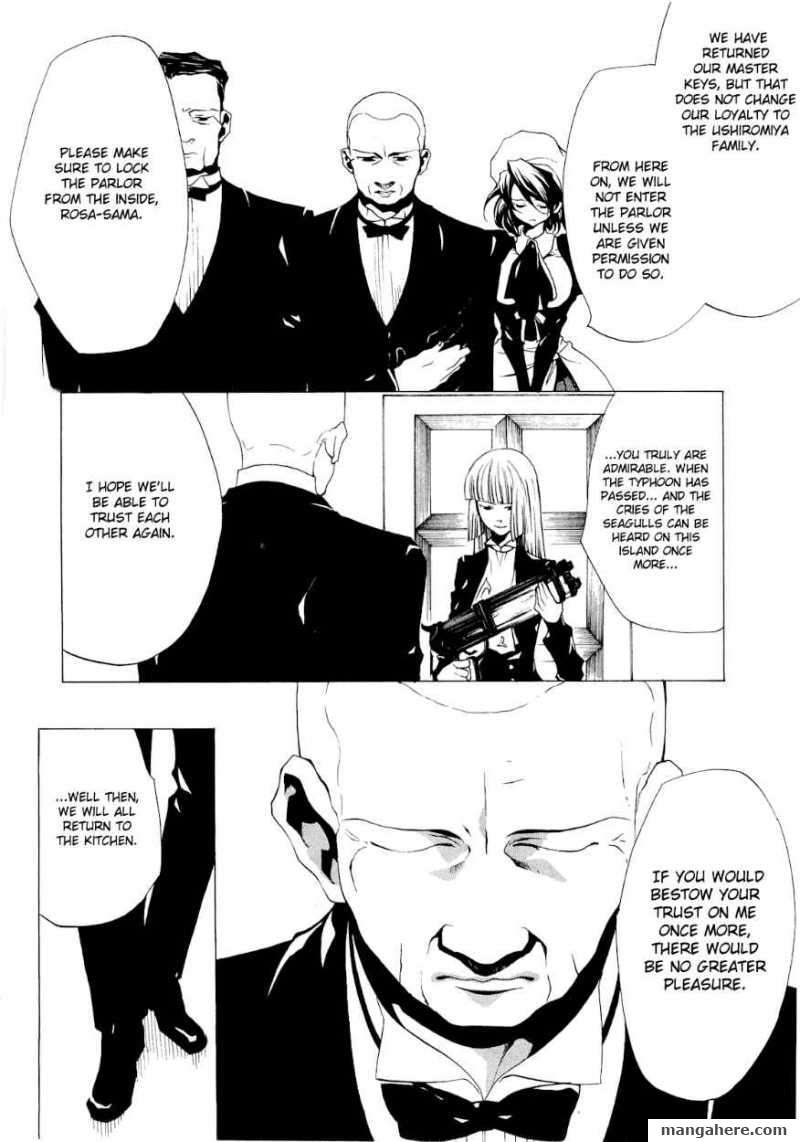 WE HAVE
RETURNED
OUR MASTER
KEYS, BUT THAT
DOES NOT CHANGE
OUR LOYALTY TO
THE USHIROMIYA
FAMILY.
FROM HERE
ON, WE WILL
NOT ENTER
THE PARLOR
UNLESS WE
ARE GIVEN
PERMISSION
TO DO SO.
PLEASE MAKE
SURE TO LOCK
THE PARLOR
FROM THE INSIDE,
ROSA-SAMA.
...YOU TRULY ARE
ADMIRABLE. WHEN
THE TYPHOON HAS
PASSED... AND THE
CRIES OF THE
SEAGULLS CAN BE
HEARD ON THIS
ISLAND ONCE
MORE...
I HOPE WE'LL
BE ABLE TO
TRUST EACH
OTHER AGAIN.
IF YOU WOULD
BESTOW YOUR
TRUST ON ME
ONCE MORE,
THERE WOULD
BE NO GREATER
PLEASURE.
...WELL THEN,
WE WILL ALL
RETURN TO
THE KITCHEN.
mangahere.com